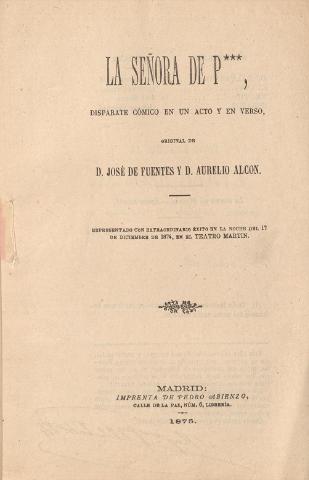 LA SEÑORA DE P***,
DISPARATE CÓMICO EN UN ACTO Y EN VERSO,
ORIGINAL DE
D. JOSÉ DE FUENTES Y D. AURELIO ALCON.
REPRESENTADO CON EXTRAORDINARIO ÉXITO EN LA NOCHE DEL 17
DE DICIEMBRE DE 1874, EN EL TEATRO MARTIN.
MADRID:
IMPRENTA DE PEDRO ABIENZO,
CALLE DE LA PAZ, NÚM. 6, LIBRERÍA.
1875.